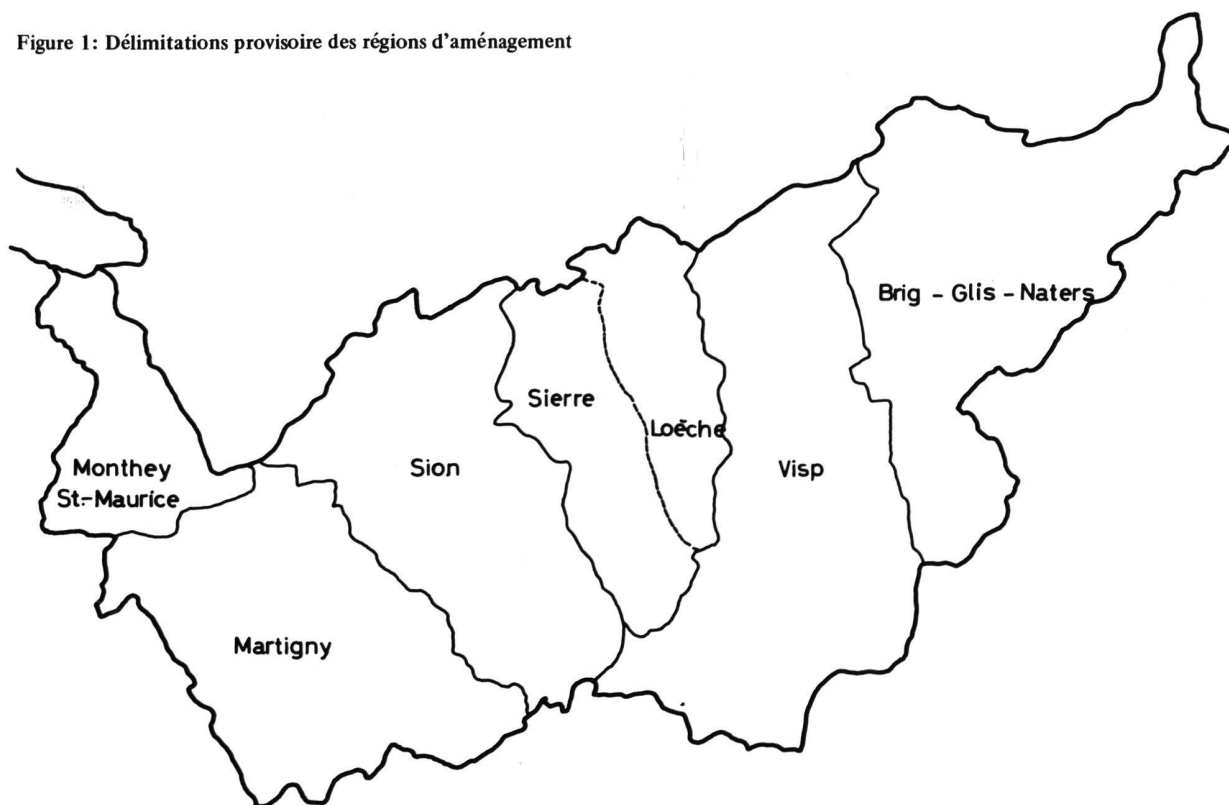 Figure 1: Délimitations provisoire des régions d'aménagement
Brig - Glis - Naters
Sierre
Loèche
Monthey
St.-Maurice
Sion
Visp
Martigny